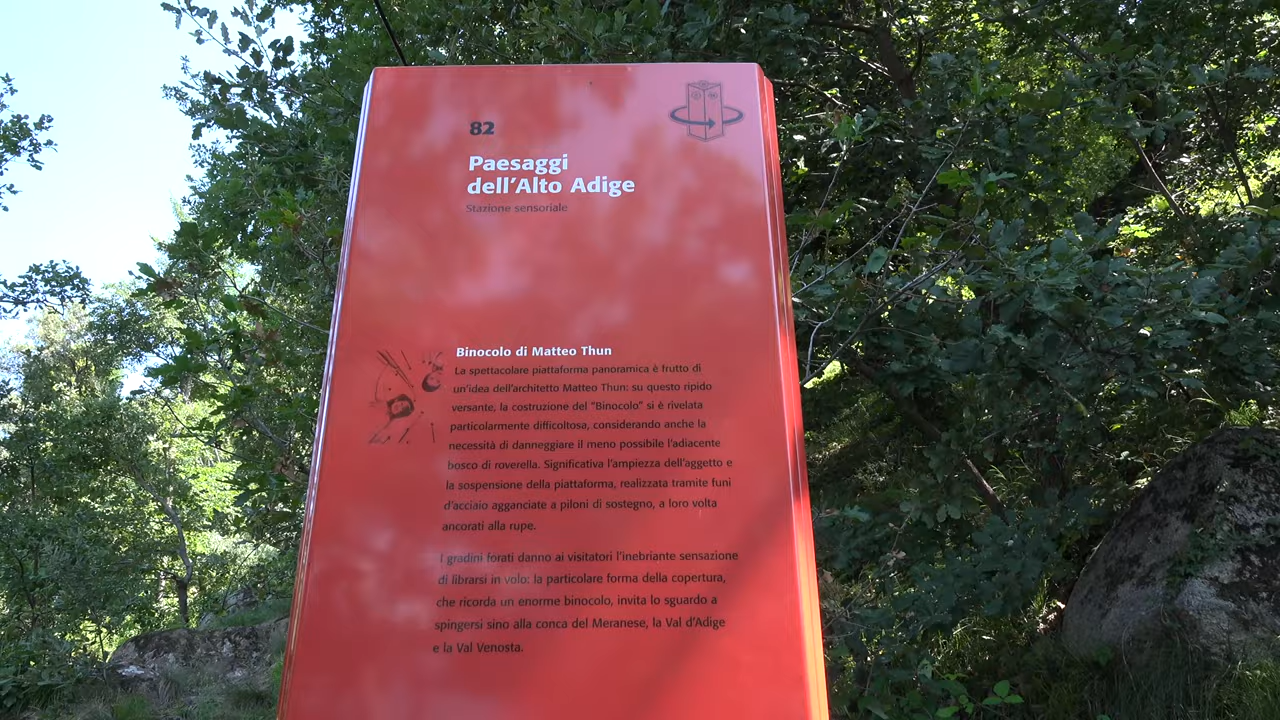 82
Paesaggi
dell'Alto Adige
Stazione sensoriale
Binocolo di Matteo Thun
La spettacolare piattaforma panoramica è frutto di
un'idea dell'architetto Matteo Thun: su questo ripido
versante, la costruzione del "Binocolo" si è rivelata
particolarmente difficoltosa, considerando anche la
necessità di danneggiare il meno possibile l'adiacente
bosco di roverella. Significativa l'ampiezza dell'aggetto e
la sospensione della piattaforma, realizzata tramite funi
d'acciaio agganciate a piloni di sostegno, a loro volta
ancorati alla rupe.
I gradini forati danno ai visitatori l'inebriante sensazione
di librarsi in volo: la particolare forma della copertura,
che ricorda un enorme binocolo, invita lo sguardo a
spingersi sino alla conca del Meranese, la Val d'Adige
e la Val Venosta.